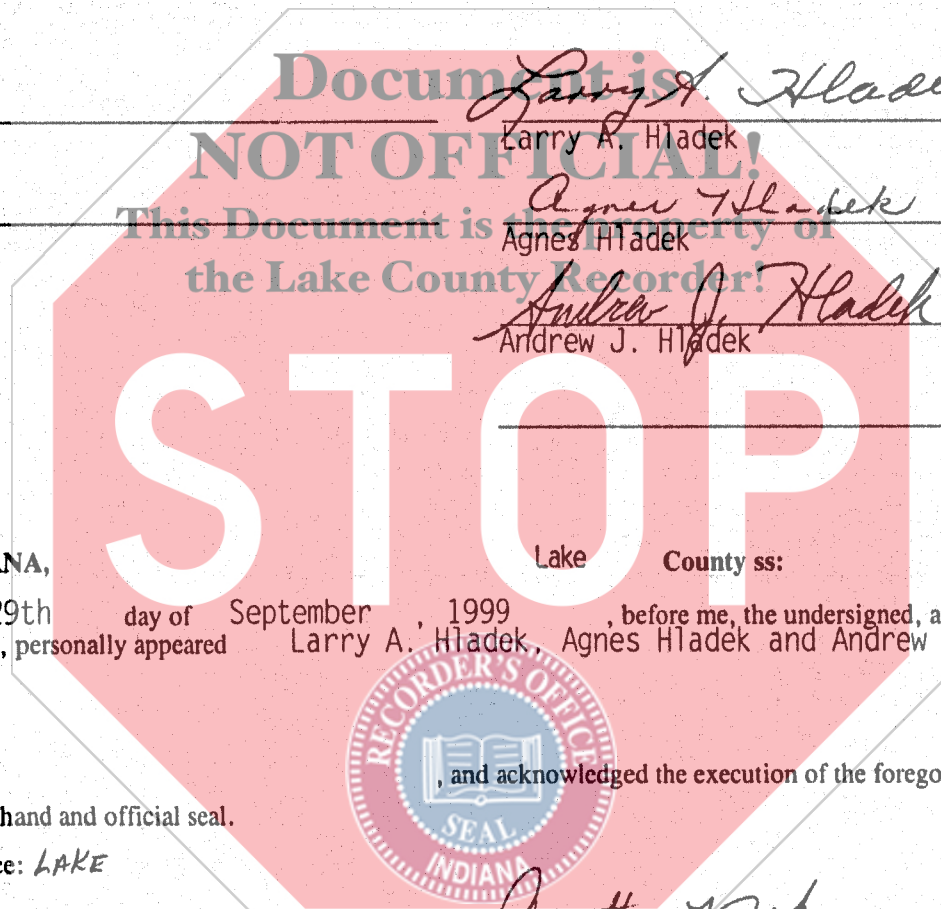 Document is
Larry A. Hlade
Larry A. Hladek
NOT OFFICIAL!
Agnes Hladek
This Document is the property of
Agnes Hladek
the Lake County Recorder!
Andrew J. Hladek
Andrew J. Hladek
STOP
NA,
Lake County ss:
9th day of September , 1999 , before me, the undersigned, a
, personally appeared Larry A. Hladek, Agnes Hladek and Andrew
RECORDER'S OFFICE
, and acknowledged the execution of the forego
hand and official seal.
SEAL
ce: LAKE
INDIANA